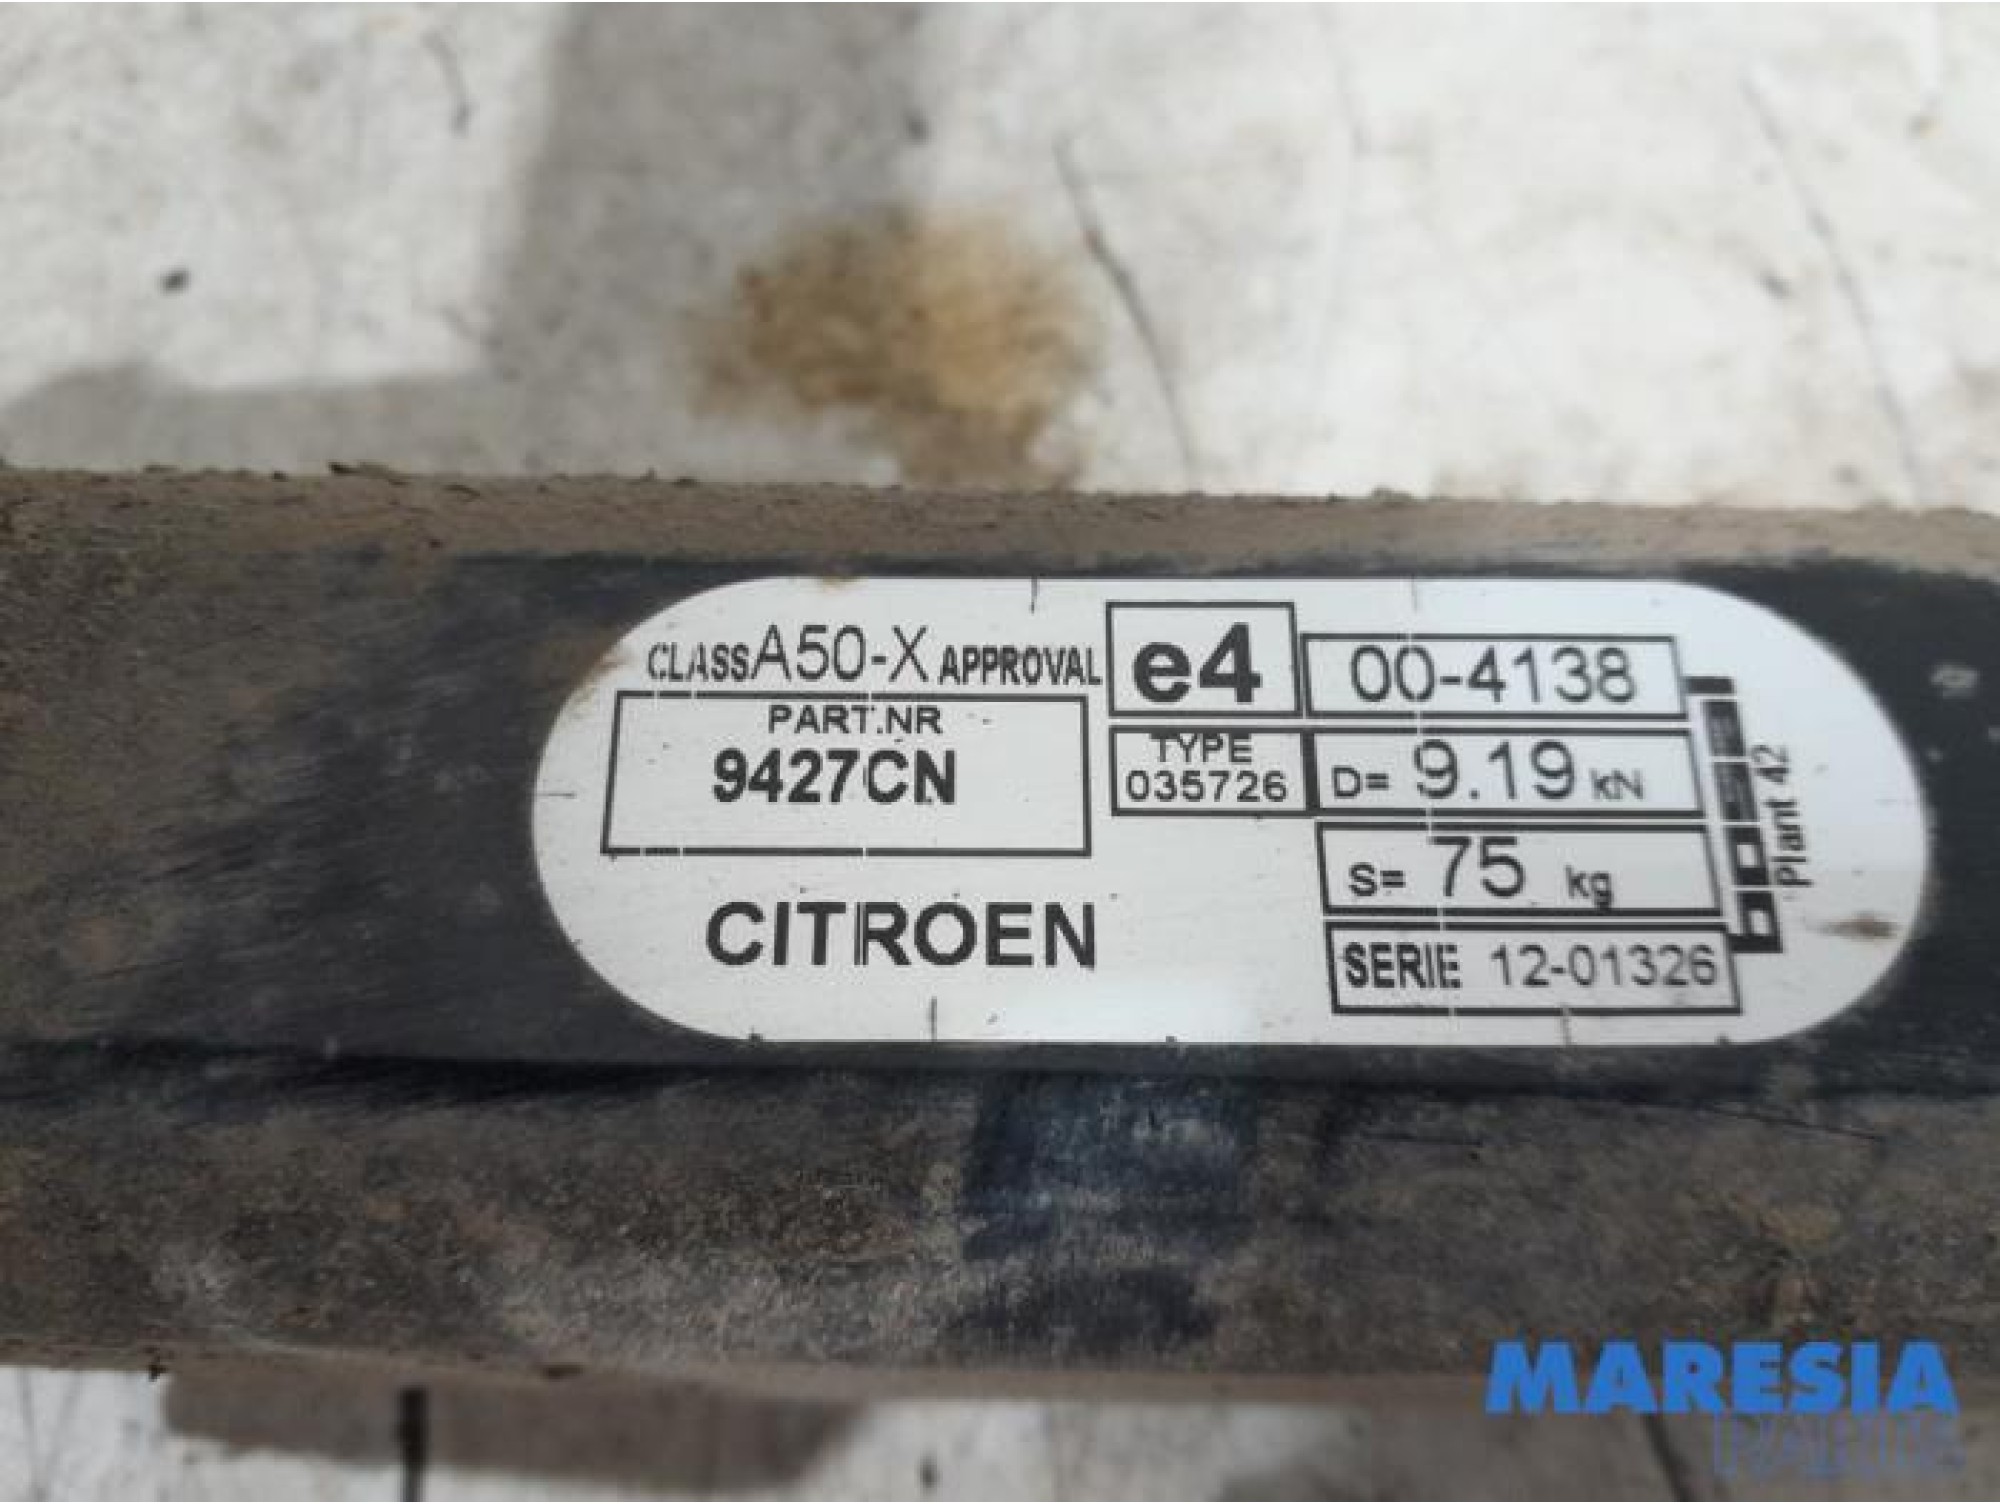 CLASS A50-X APPROVAL e4 00-4138
PART.NR
9427CN
TYPE
035726
D= 9.19 kN
S= 75 kg
SERIE 12-01326
CITROEN
Plant 42
MARESIA
PARTS